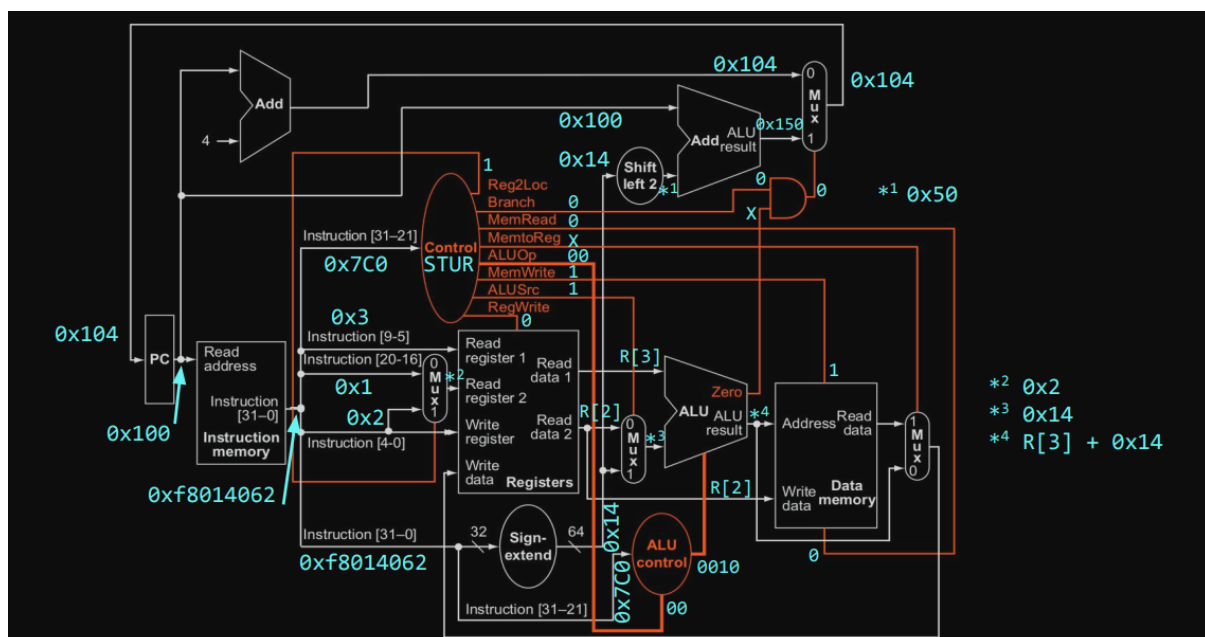 0x104
0
0x104
Add
0x100
M
u
x
0x150
ALU
Add result
1
4
0x14
Shift
left 2
*1
1
Reg2Loc
0
0
*1 0x50
Branch 0
X
MemRead 0
Instruction [31–21]
MemtoReg X
Control
ALUOp 00
0x7C0
STUR
MemWrite 1
ALUSrc 1
RegWrite
0
0x3
0x104
Instruction [9-5]
PC
Read
address
Read
register 1
Read
data 1
R[3]
Instruction [20-16]
0
M
u
x
1
*2
Read
register 2
Zero
1
*2 0x2
0x1
Instruction
[31–0]
0x2
R[2]
0
M
u
x
1
*3
ALU
ALU
result
*4
Address
Read
data
1
M
u
x
0
*3 0x14
0x100
Instruction
memory
Instruction [4-0]
Write
register
Read
data 2
*4 R[3] + 0x14
Write
data
Registers
0xf8014062
R[2]
Write
data
Data
memory
Instruction [31–0]
32
Sign-
extend
64
0x14
0
0xf8014062
ALU
control
0010
0x7C0
Instruction [31–21]
00